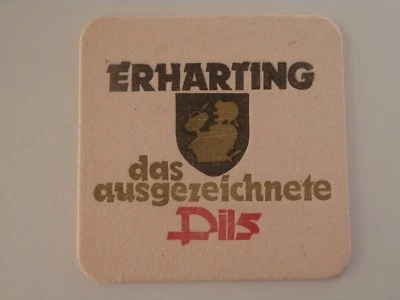 ERHARTING
das
ausgezeichnete
Pils